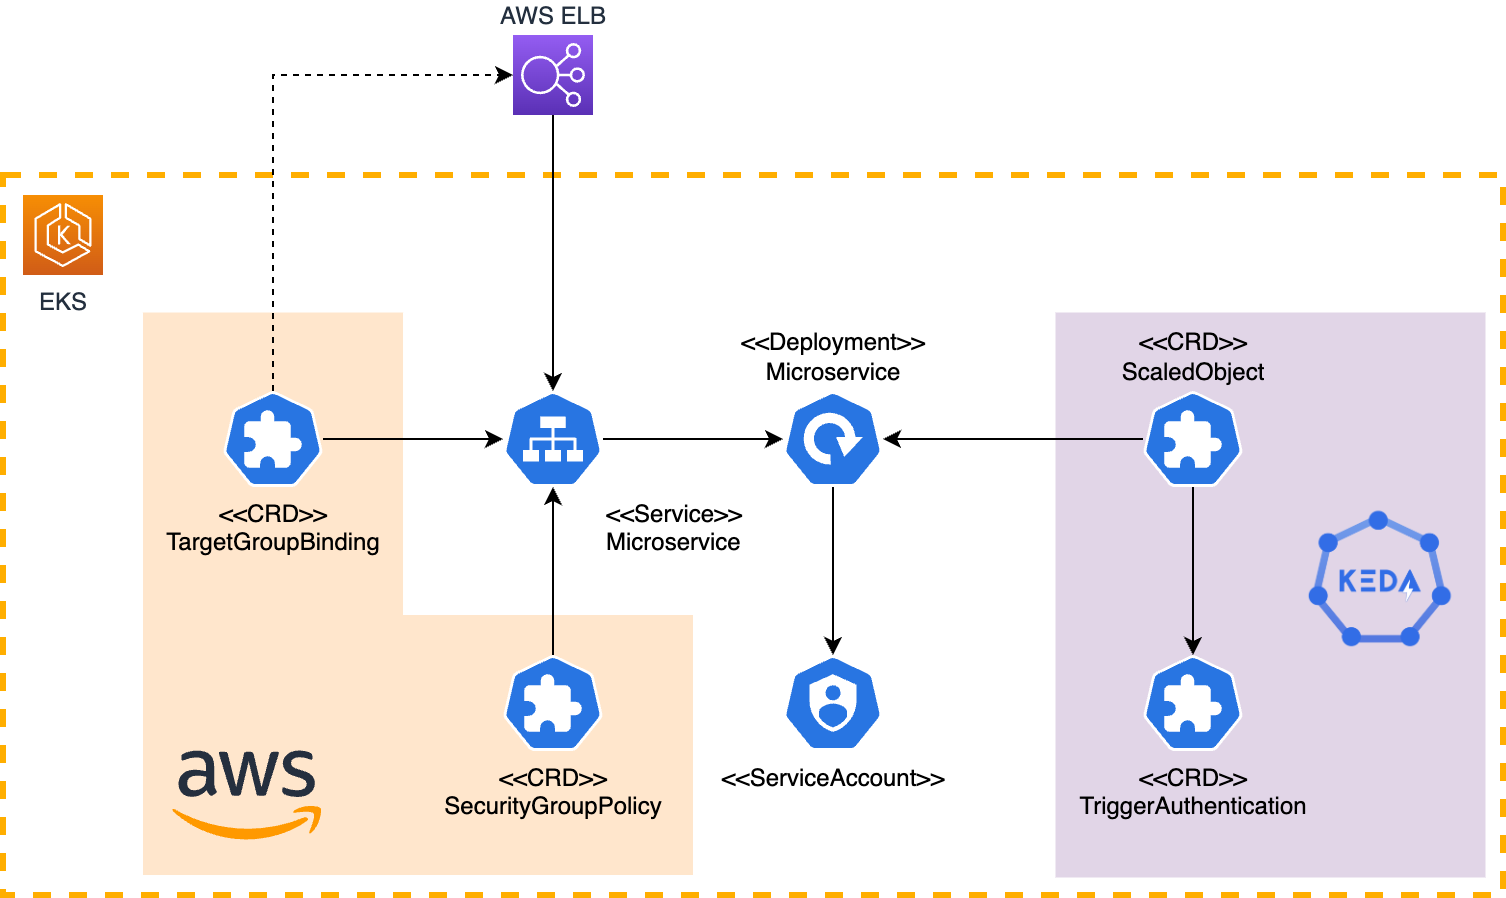 AWS ELB
K
EKS
<<Deployment>>
Microservice
<<CRD>>
ScaledObject
<<CRD>>
TargetGroupBinding
<<Service>>
Microservice
KEDA
aws
<<CRD>>
SecurityGroupPolicy
<<ServiceAccount>>
<<CRD>>
TriggerAuthentication